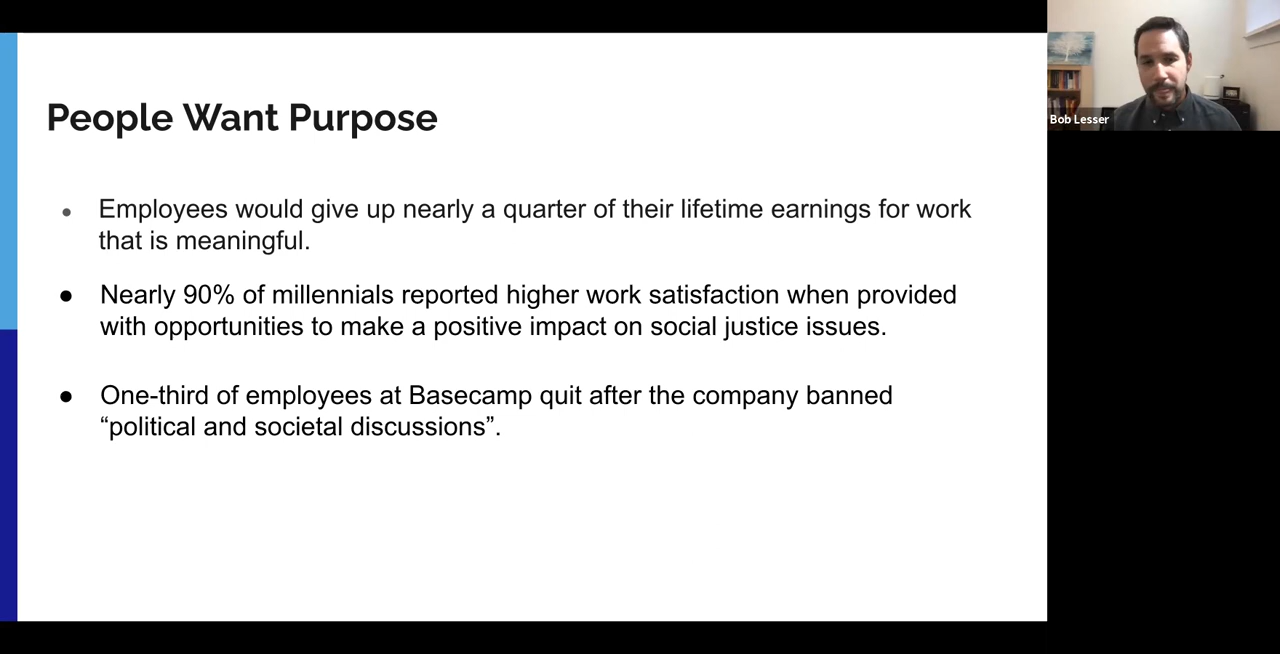 People Want Purpose
● Employees would give up nearly a quarter of their lifetime earnings for work
that is meaningful.
● Nearly 90% of millennials reported higher work satisfaction when provided
with opportunities to make a positive impact on social justice issues.
● One-third of employees at Basecamp quit after the company banned
“political and societal discussions”.
Bob Lesser